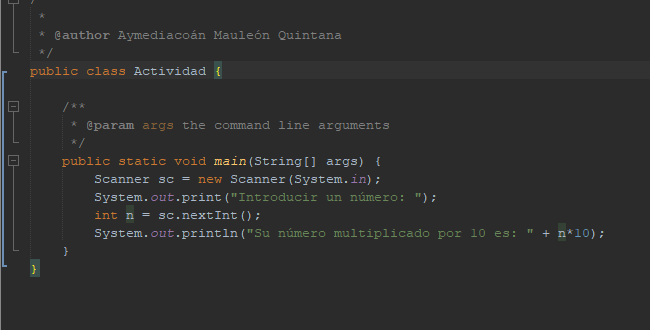 /
*
* @author Aymediacoán Mauleón Quintana
*/
public class Actividad {
/**
* @param args the command line arguments
*/
public static void main(String[] args) {
Scanner sc = new Scanner(System.in);
System.out.print("Introducir un número: ");
int n = sc.nextInt();
System.out.println("Su número multiplicado por 10 es: " + n*10);
}
}